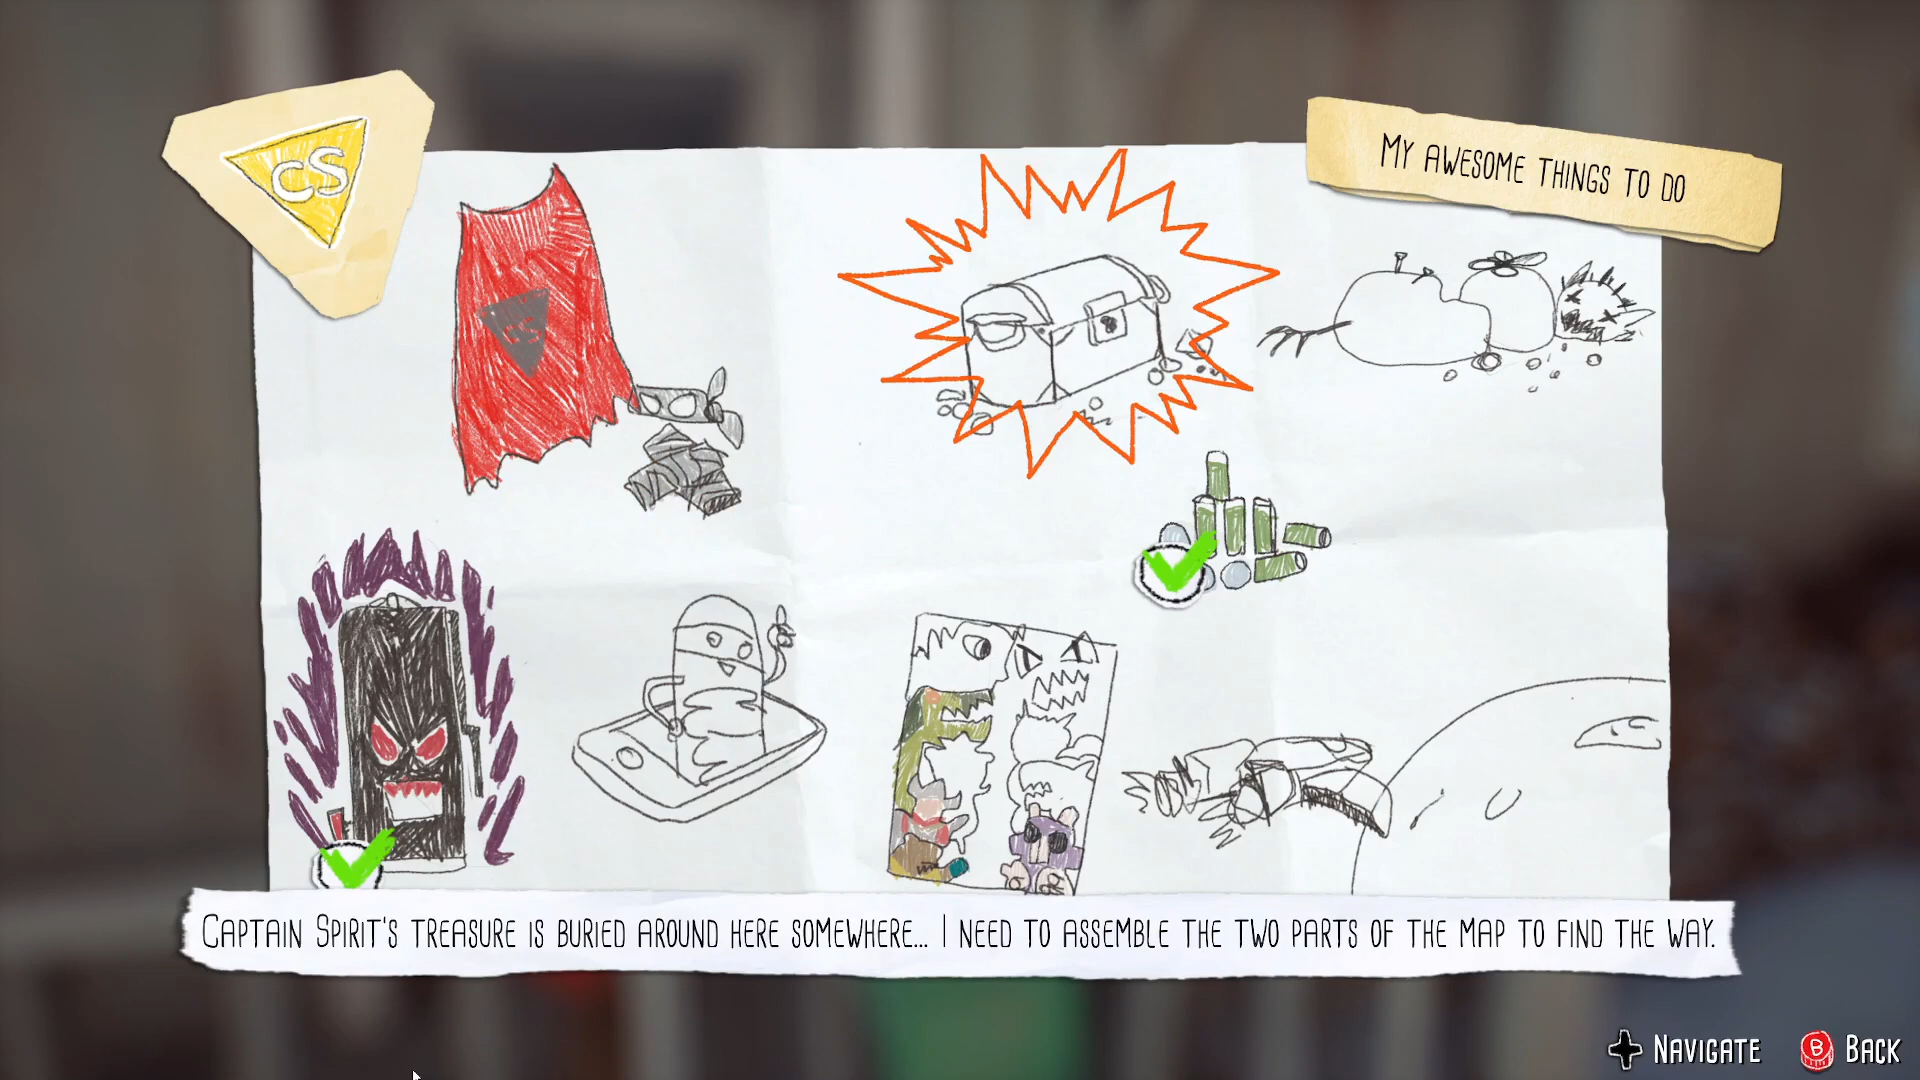 CS
MY AWESOME THINGS TO DO
CS
CAPTAIN SPIRIT'S TREASURE IS BURIED AROUND HERE SOMEWHERE... I NEED TO ASSEMBLE THE TWO PARTS OF THE MAP TO FIND THE WAY.
NAVIGATE
B BACK